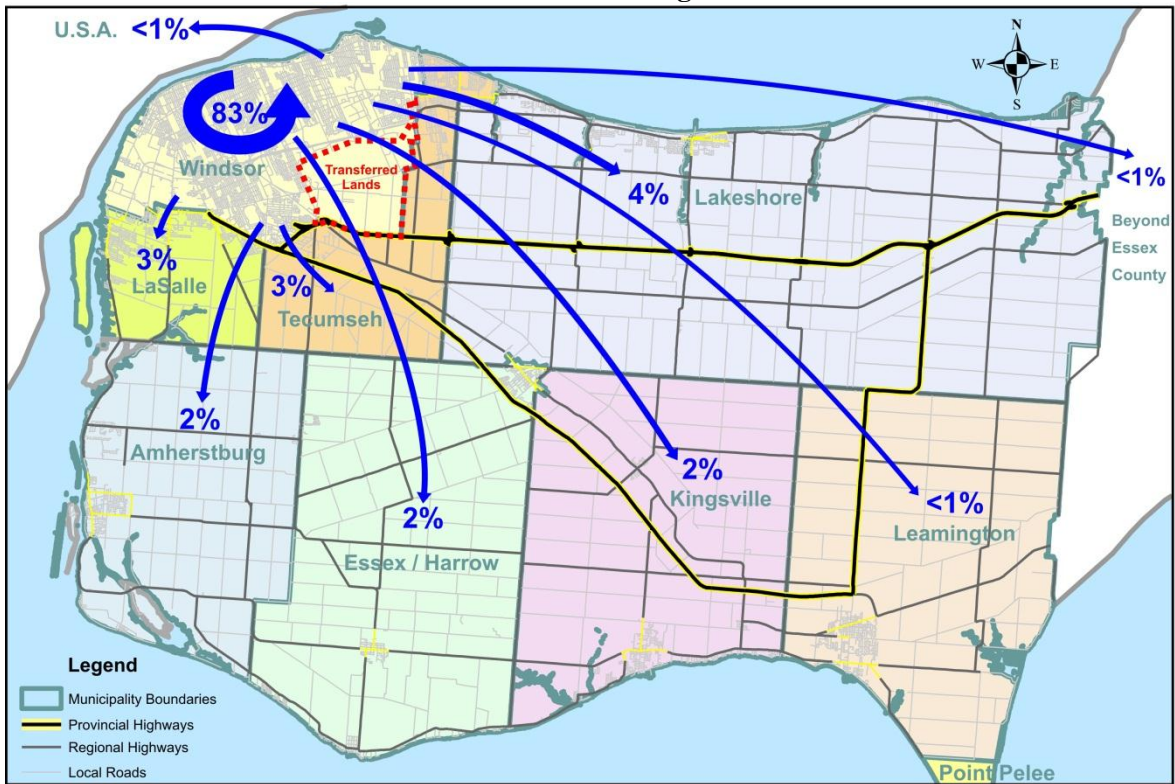 U.S.A.
<1%
N
W
E
S
83%
Windsor
Transferred
Lands
4%
Lakeshore
<1%
Beyond
Essex
County
3%
LaSalle
3%
Tecumseh
2%
Amherstburg
2%
Essex / Harrow
2%
Kingsville
<1%
Leamington
Legend
Municipality Boundaries
Provincial Highways
Regional Highways
Local Roads
Point Pelee